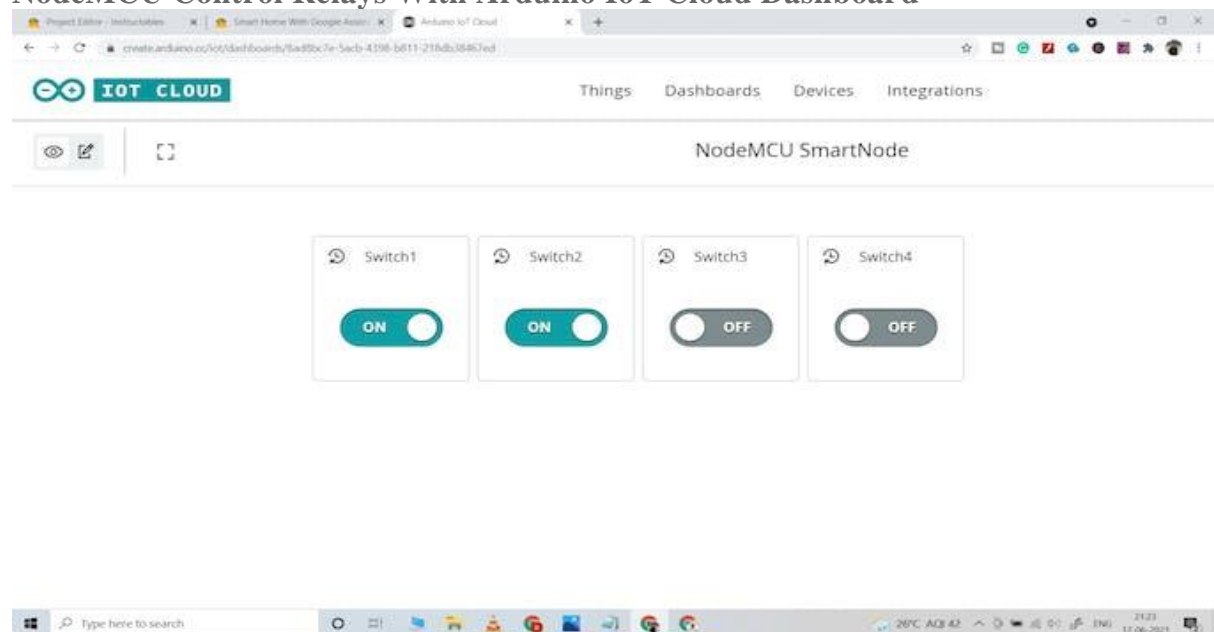 NodeMCU Control Relays With Arduino IoT Cloud Dashboard
Project Editor - Instructables
Smart Home With Google Assist
Arduino IoT Cloud
IOT CLOUD
Things Dashboards Devices Integrations
NodeMCU SmartNode
Switch1 Switch2 Switch3 Switch4
ON ON OFF OFF
Type here to search
26°C AQI 42 ENG
21:23